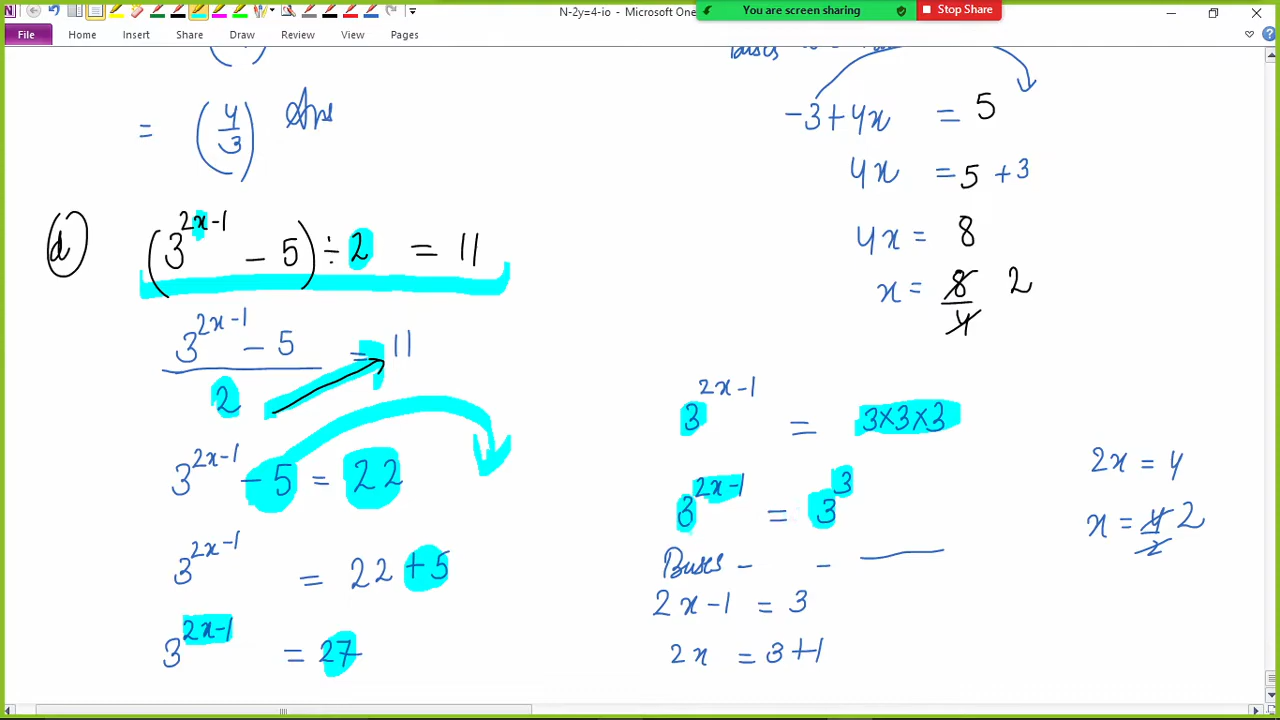 N-2y=4-io - Microsoft One
You are screen sharing
Stop Share
File Home Insert Share Draw Review View Pages
= (4/3) Ans
(d) (3^{2x-1} - 5) ÷ 2 = 11
\frac{3^{2x-1} - 5}{2} = 11
3^{2x-1} - 5 = 22
3^{2x-1} = 22 + 5
3^{2x-1} = 27
-3 + 4x = 5
4x = 5 + 3
4x = 8
x = \frac{8}{4} 2
3^{2x-1} = 3×3×3
3^{2x-1} = 3^3
Bases - -
2x-1 = 3
2x = 3+1
2x = 4
x = \frac{4}{2} 2